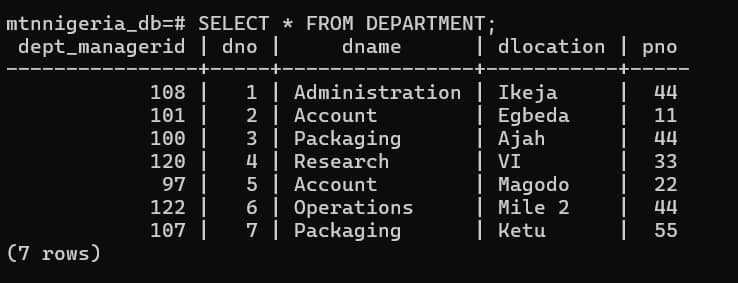 mtnnigeria_db=# SELECT * FROM DEPARTMENT;
 dept_managerid | dno |     dname      | dlocation | pno
----------------+-----+----------------+-----------+-----
            108 |   1 | Administration | Ikeja     |  44
            101 |   2 | Account        | Egbeda    |  11
            100 |   3 | Packaging      | Ajah      |  44
            120 |   4 | Research       | VI        |  33
             97 |   5 | Account        | Magodo    |  22
            122 |   6 | Operations     | Mile 2    |  44
            107 |   7 | Packaging      | Ketu      |  55
(7 rows)